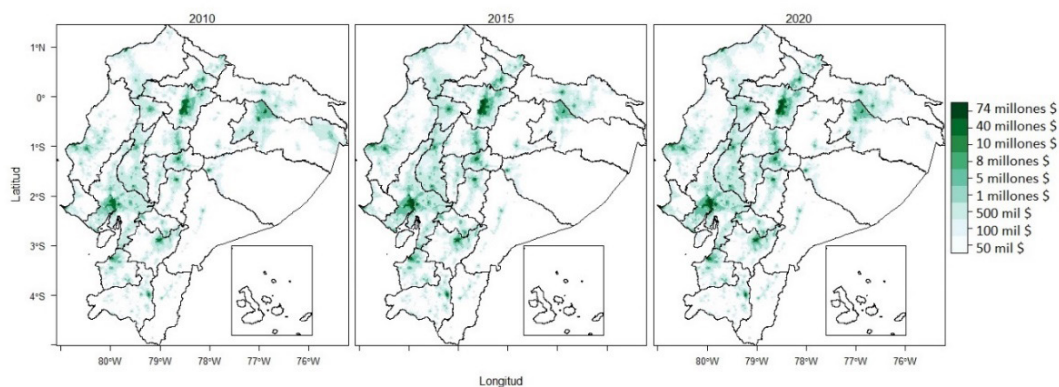 2010
2015
2020
1°N
0°
1°S
2°S
3°S
4°S
Latitud
80°W
79°W
78°W
77°W
76°W
80°W
79°W
78°W
77°W
76°W
Longitud
74 millones $
40 millones $
10 millones $
8 millones $
5 millones $
1 millones $
500 mil $
100 mil $
50 mil $